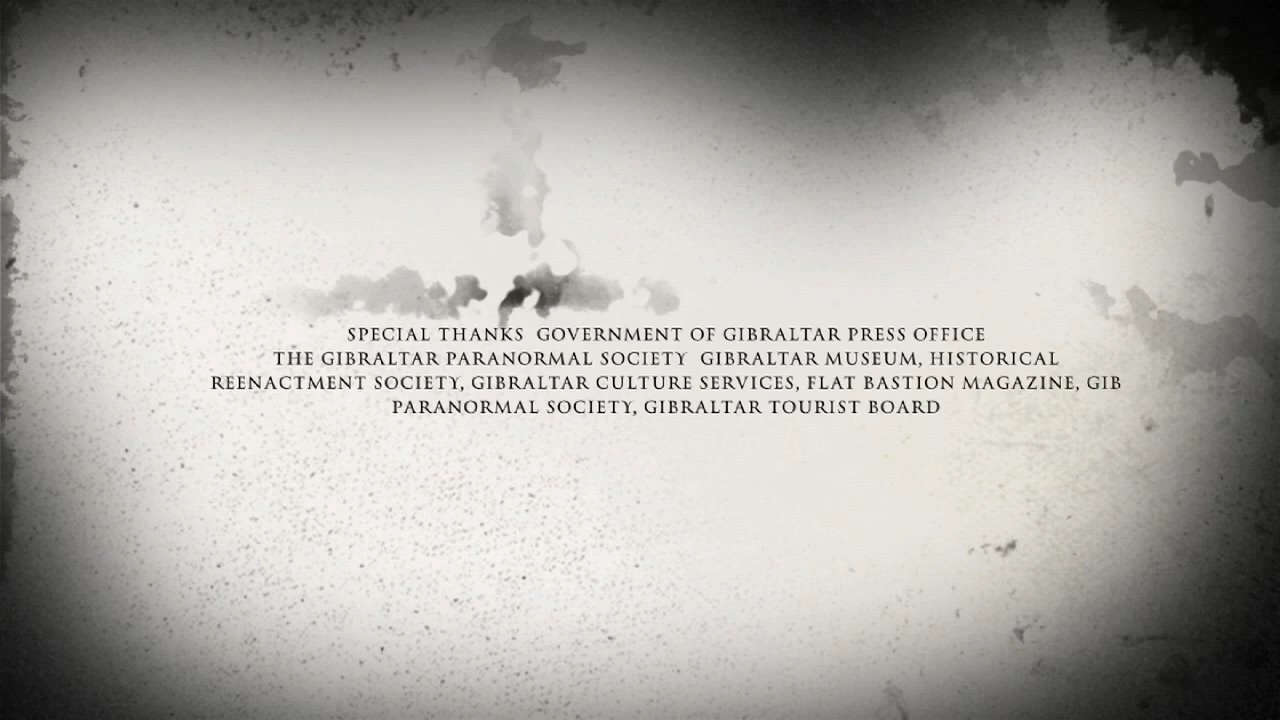 SPECIAL THANKS  GOVERNMENT OF GIBRALTAR PRESS OFFICE
THE GIBRALTAR PARANORMAL SOCIETY  GIBRALTAR MUSEUM, HISTORICAL
REENACTMENT SOCIETY, GIBRALTAR CULTURE SERVICES, FLAT BASTION MAGAZINE, GIB
PARANORMAL SOCIETY, GIBRALTAR TOURIST BOARD